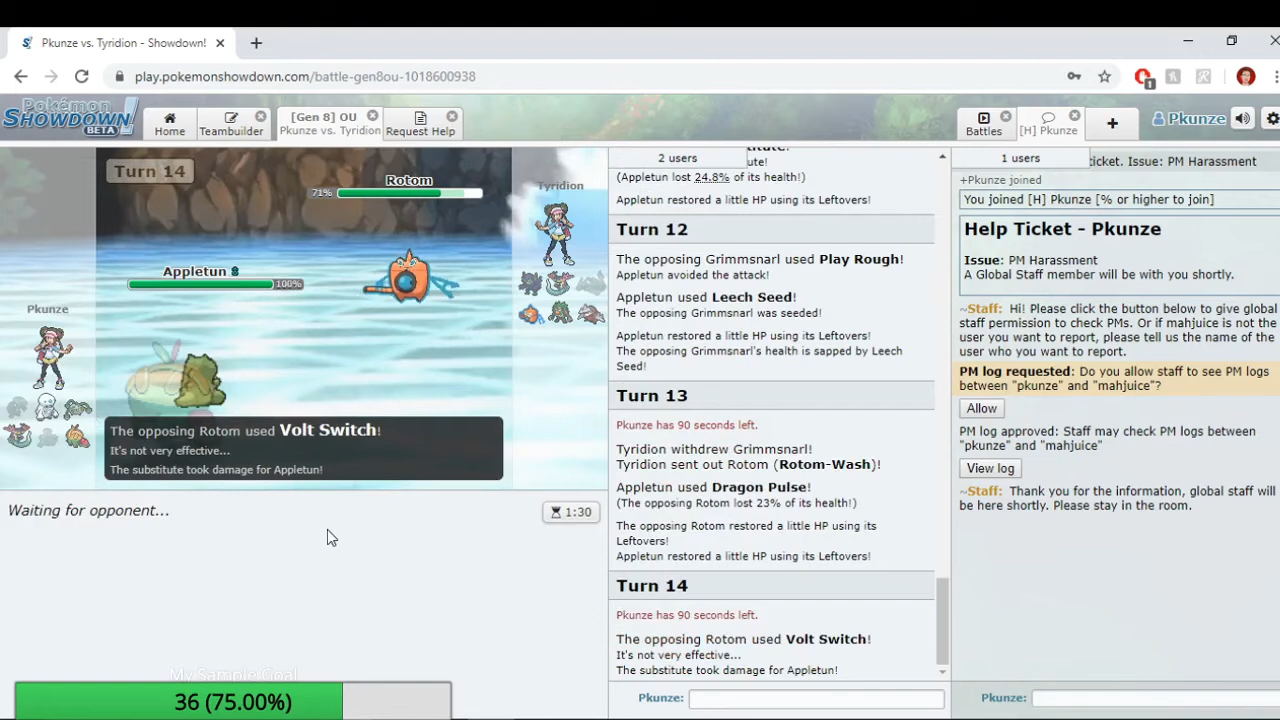 Pkunze vs. Tyridion - Showdown!
play.pokemonshowdown.com/battle-gen8ou-1018600938
Pokémon
SHOWDOWN!
BETA
Home
Teambuilder
[Gen 8] OU
Pkunze vs. Tyridion
Request Help
Battles
[H] Pkunze
Pkunze
Turn 14
Rotom
71%
Tyridion
Appletun
100%
Pkunze
The opposing Rotom used Volt Switch!
It's not very effective...
The substitute took damage for Appletun!
Waiting for opponent...
1:30
My Sample Goal
36 (75.00%)
2 users
(Appletun lost 24.8% of its health!)
Appletun restored a little HP using its Leftovers!
Turn 12
The opposing Grimmsnarl used Play Rough!
Appletun avoided the attack!
Appletun used Leech Seed!
The opposing Grimmsnarl was seeded!
Appletun restored a little HP using its Leftovers!
The opposing Grimmsnarl's health is sapped by Leech
Seed!
Turn 13
Pkunze has 90 seconds left.
Tyridion withdrew Grimmsnarl!
Tyridion sent out Rotom (Rotom-Wash)!
Appletun used Dragon Pulse!
(The opposing Rotom lost 23% of its health!)
The opposing Rotom restored a little HP using its
Leftovers!
Appletun restored a little HP using its Leftovers!
Turn 14
Pkunze has 90 seconds left.
The opposing Rotom used Volt Switch!
It's not very effective...
The substitute took damage for Appletun!
Pkunze:
1 users
ticket. Issue: PM Harassment
+Pkunze joined
You joined [H] Pkunze [% or higher to join]
Help Ticket - Pkunze
Issue: PM Harassment
A Global Staff member will be with you shortly.
~Staff: Hi! Please click the button below to give global
staff permission to check PMs. Or if mahjuice is not the
user you want to report, please tell us the name of the
user who you want to report.
PM log requested: Do you allow staff to see PM logs
between "pkunze" and "mahjuice"?
Allow
PM log approved: Staff may check PM logs between
"pkunze" and "mahjuice"
View log
~Staff: Thank you for the information, global staff will
be here shortly. Please stay in the room.
Pkunze: